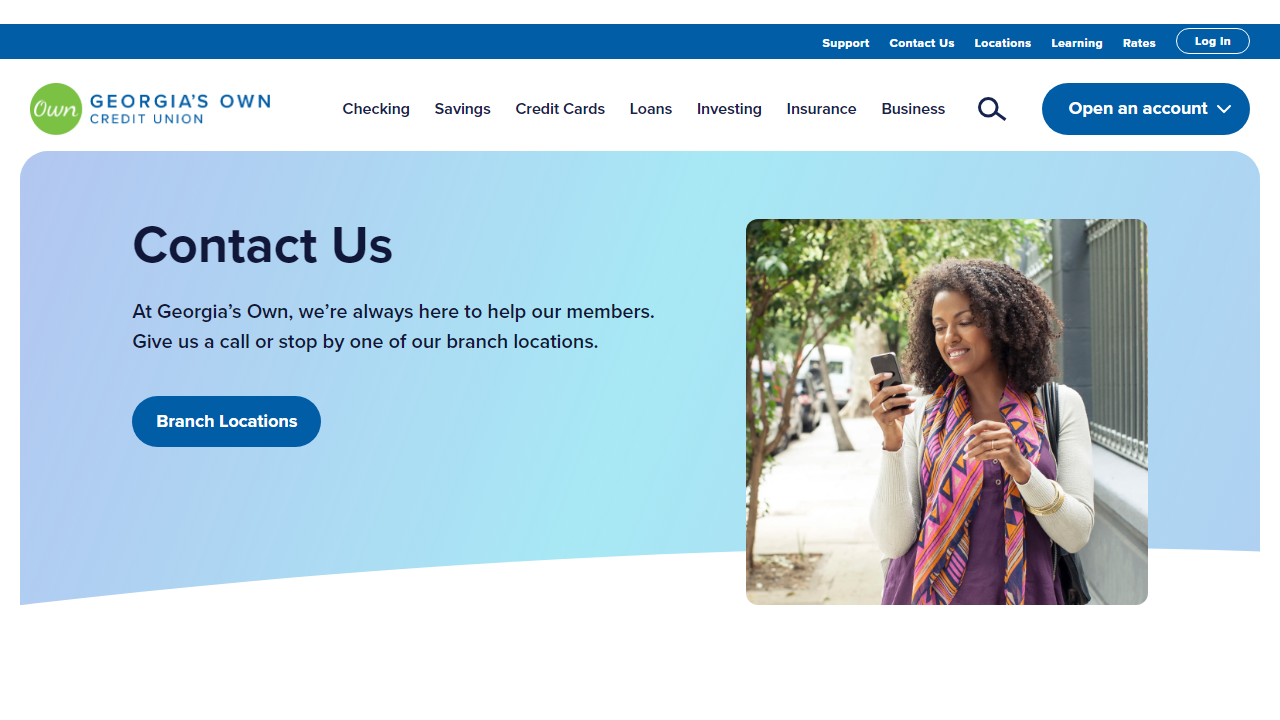 Support Contact Us Locations Learning Rates Log In
Own GEORGIA'S OWN
CREDIT UNION
Checking Savings Credit Cards Loans Investing Insurance Business Open an account
Contact Us
At Georgia’s Own, we’re always here to help our members.
Give us a call or stop by one of our branch locations.
Branch Locations